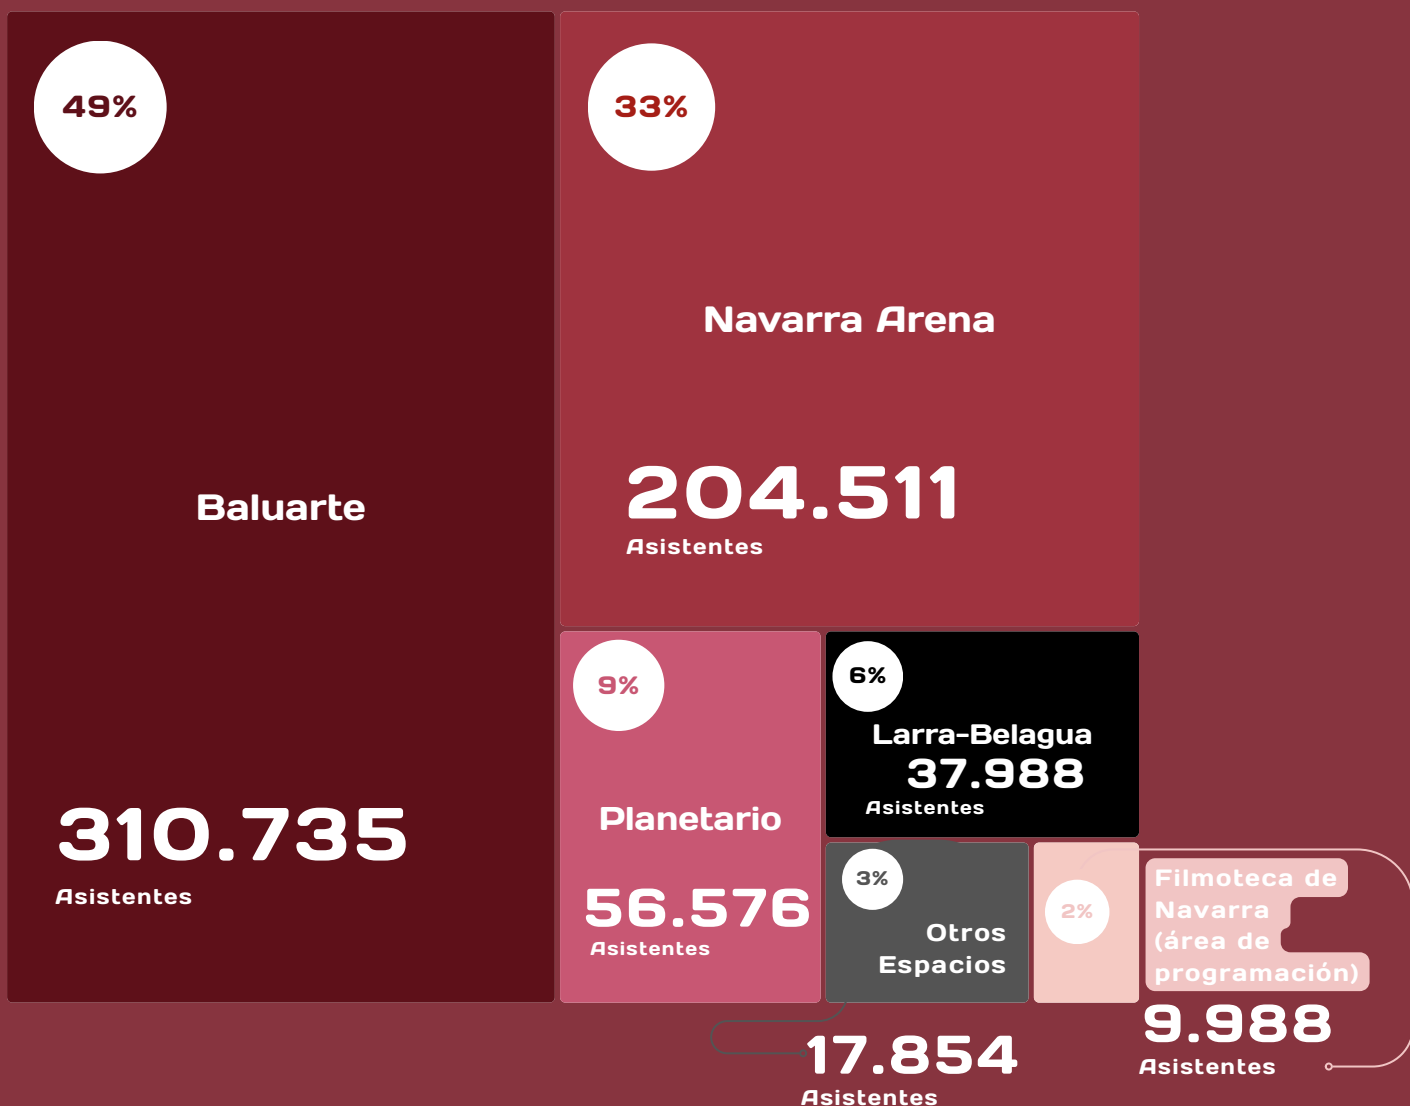 49%
Baluarte
310.735
Asistentes
33%
Navarra Arena
204.511
Asistentes
9%
Planetario
56.576
Asistentes
6%
Larra-Belagua
37.988
Asistentes
3%
Otros
Espacios
17.854
Asistentes
2%
Filmoteca de
Navarra
(área de
programación)
9.988
Asistentes